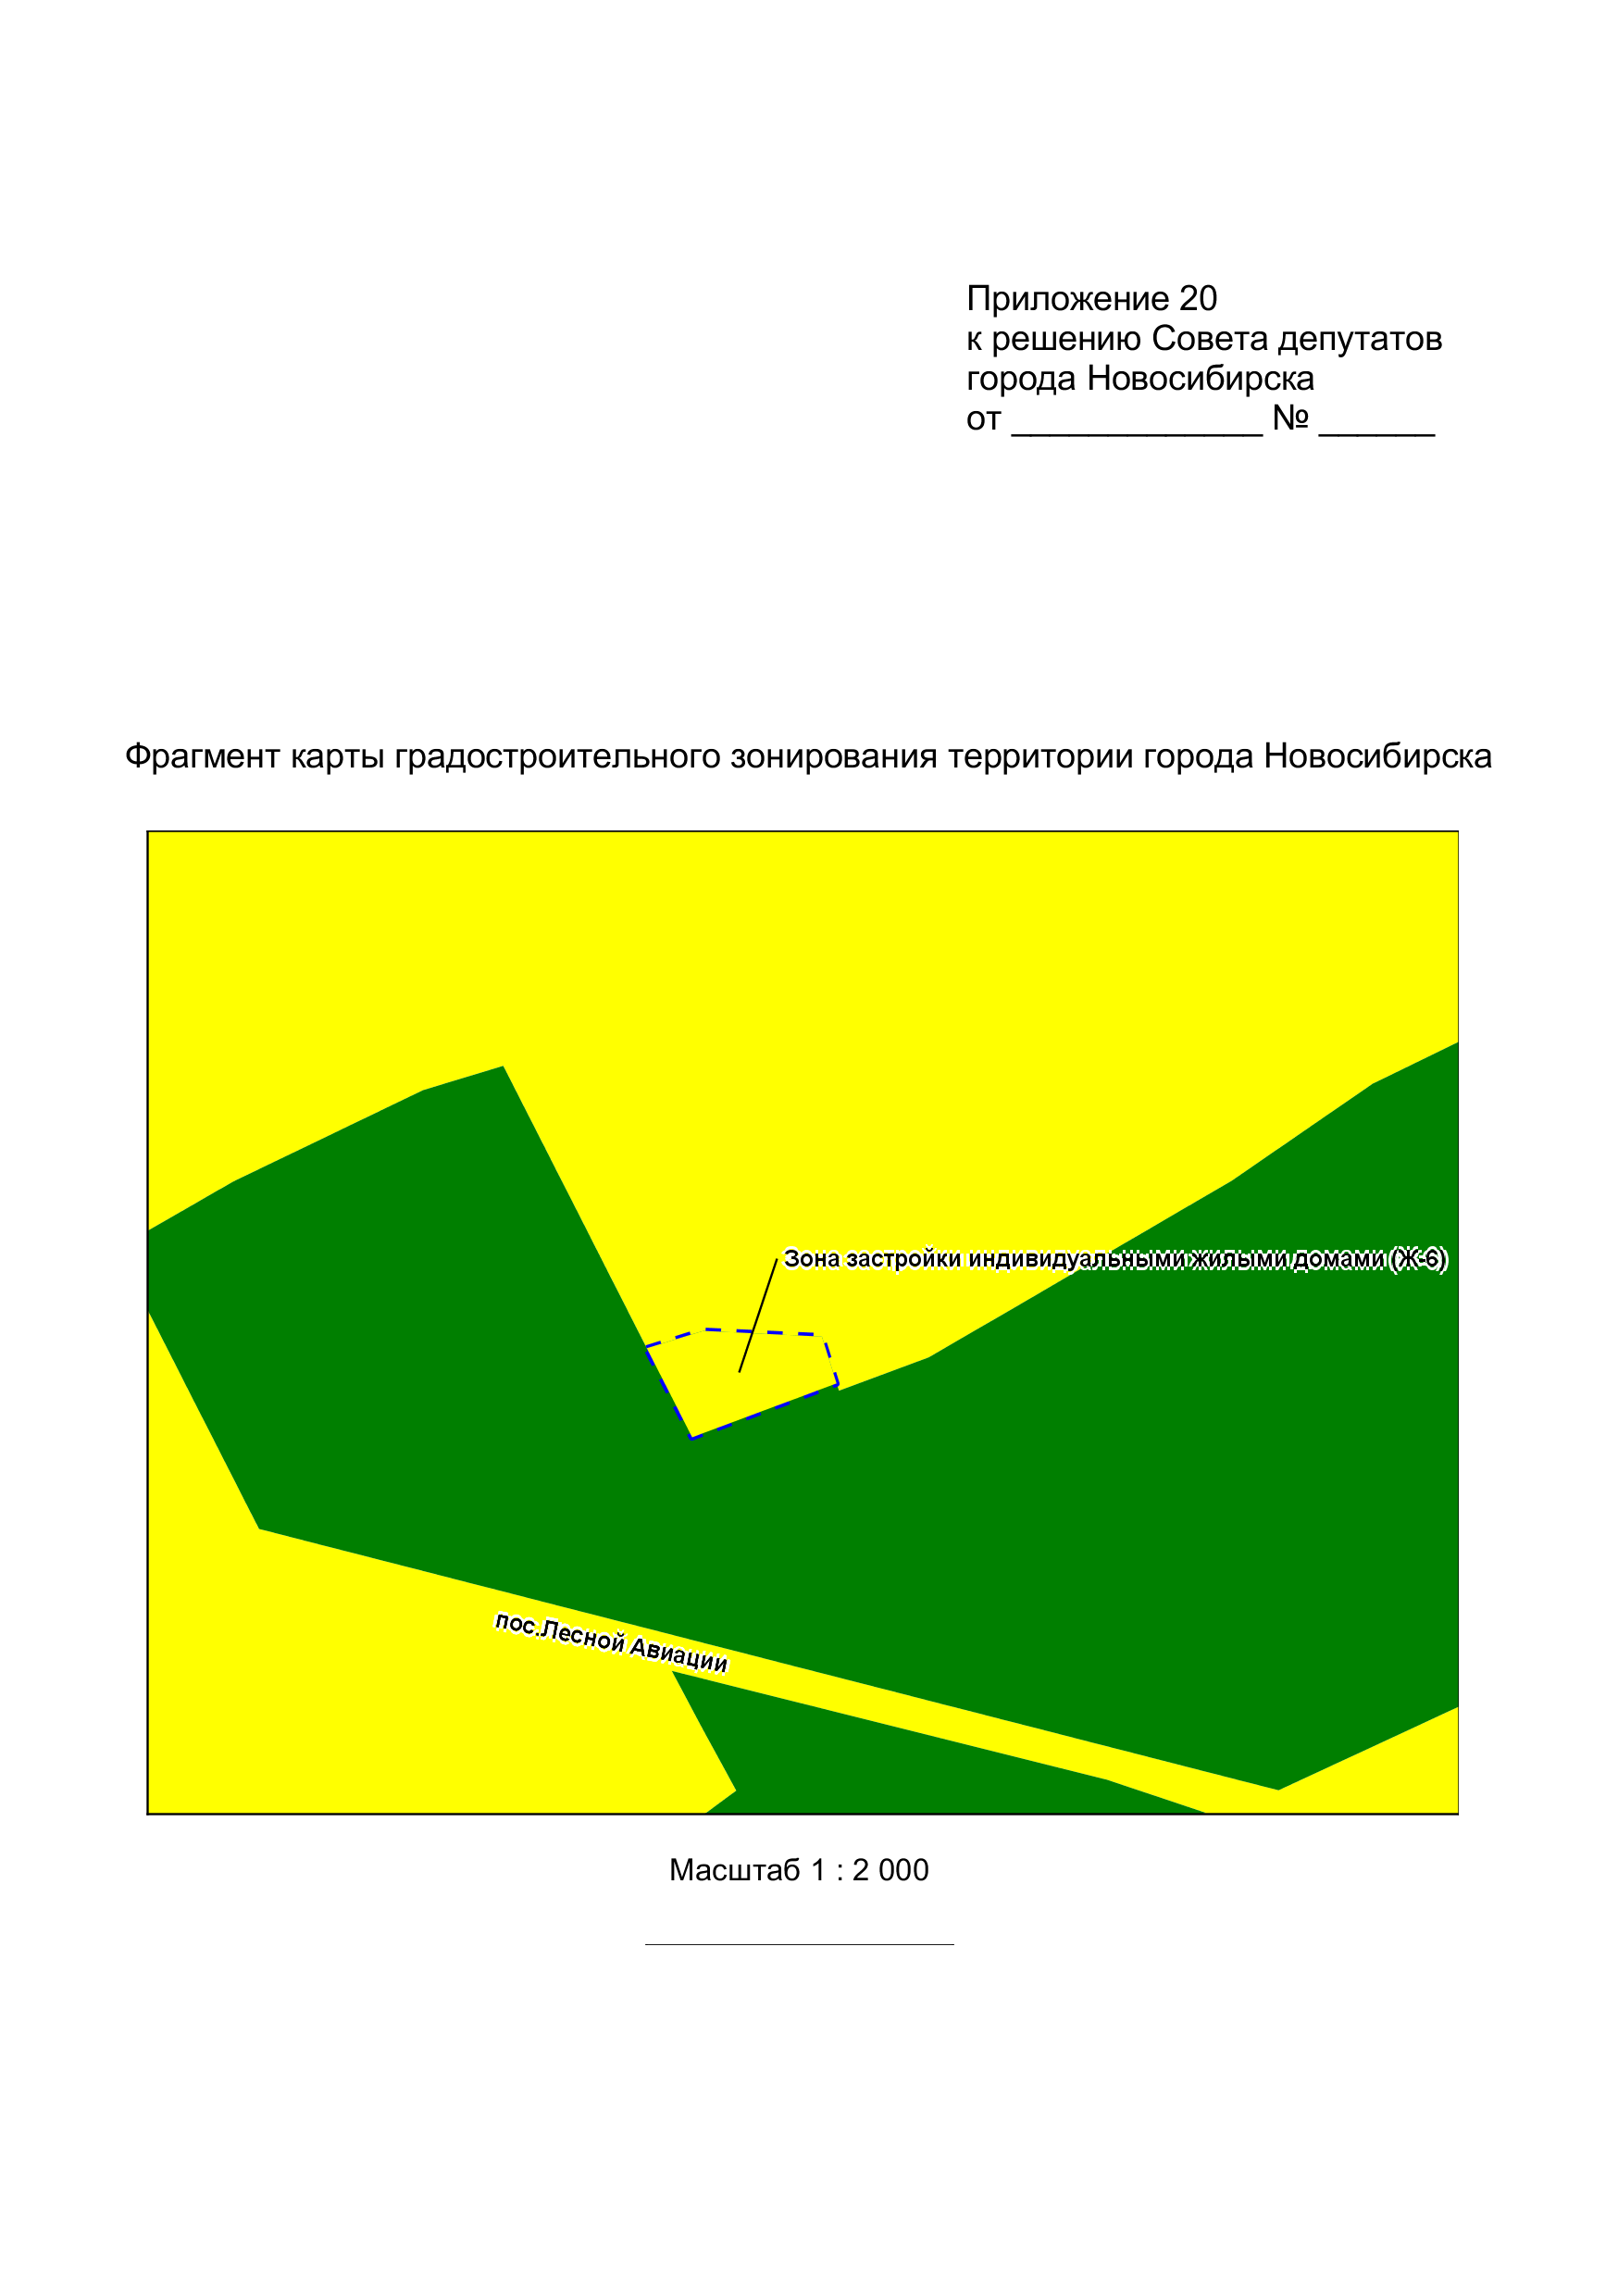 Приложение 20
к решению Совета депутатов
города Новосибирска
от _____________ № ______
Фрагмент карты градостроительного зонирования территории города Новосибирска
Зона застройки индивидуальными жилыми домами (Ж-6)
пос.Лесной Авиации
Масштаб 1 : 2 000